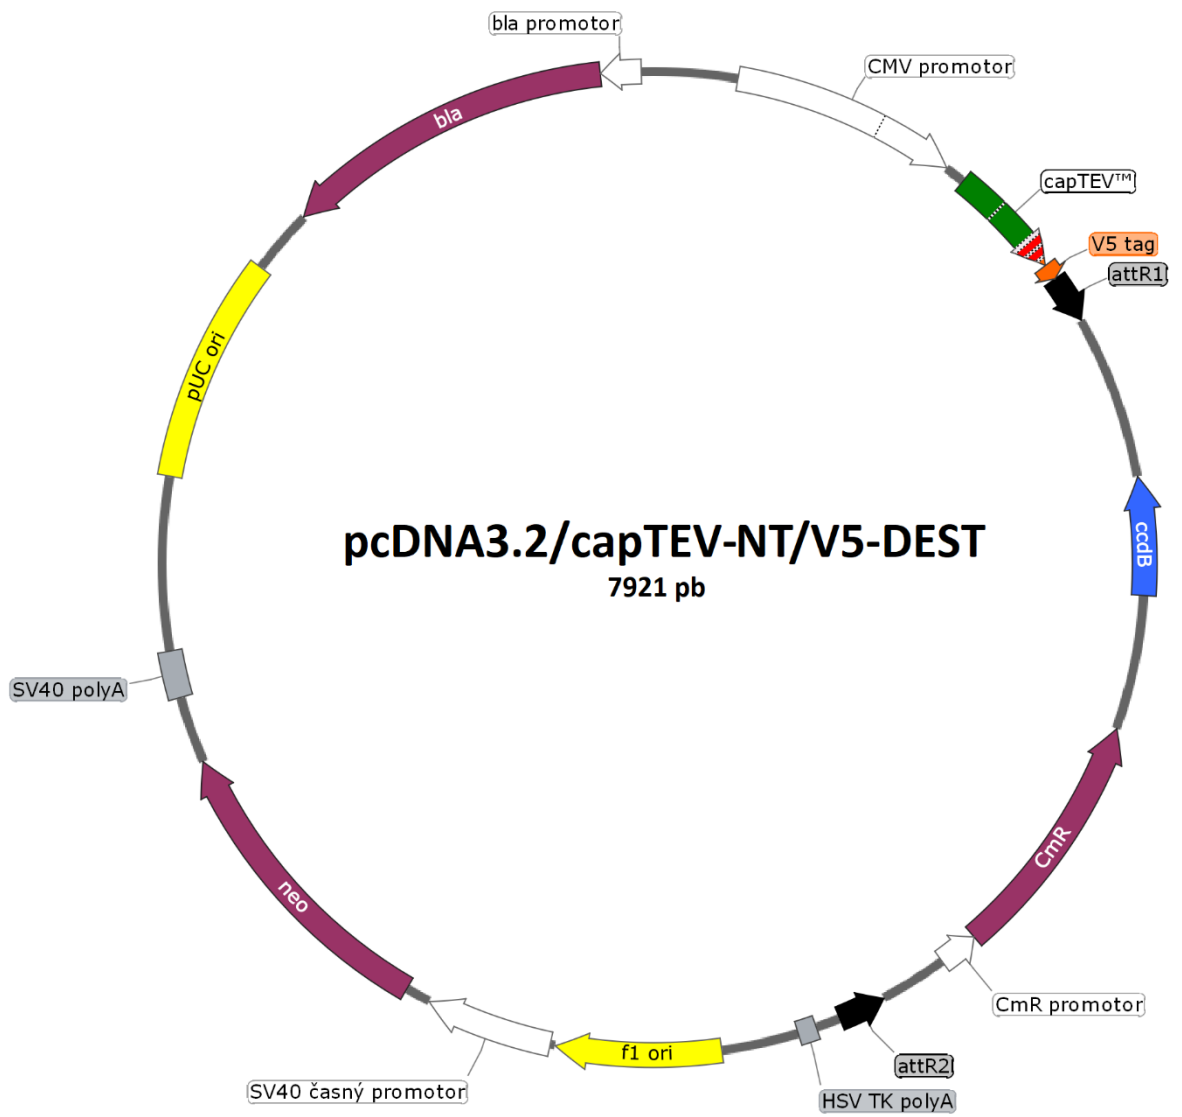 bla promotor
CMV promotor
bla
capTEV™
V5 tag
attR1
pUC ori
pcDNA3.2/capTEV-NT/V5-DEST
7921 pb
ccdB
SV40 polyA
CmR
neo
CmR promotor
f1 ori
attR2
SV40 časný promotor
HSV TK polyA